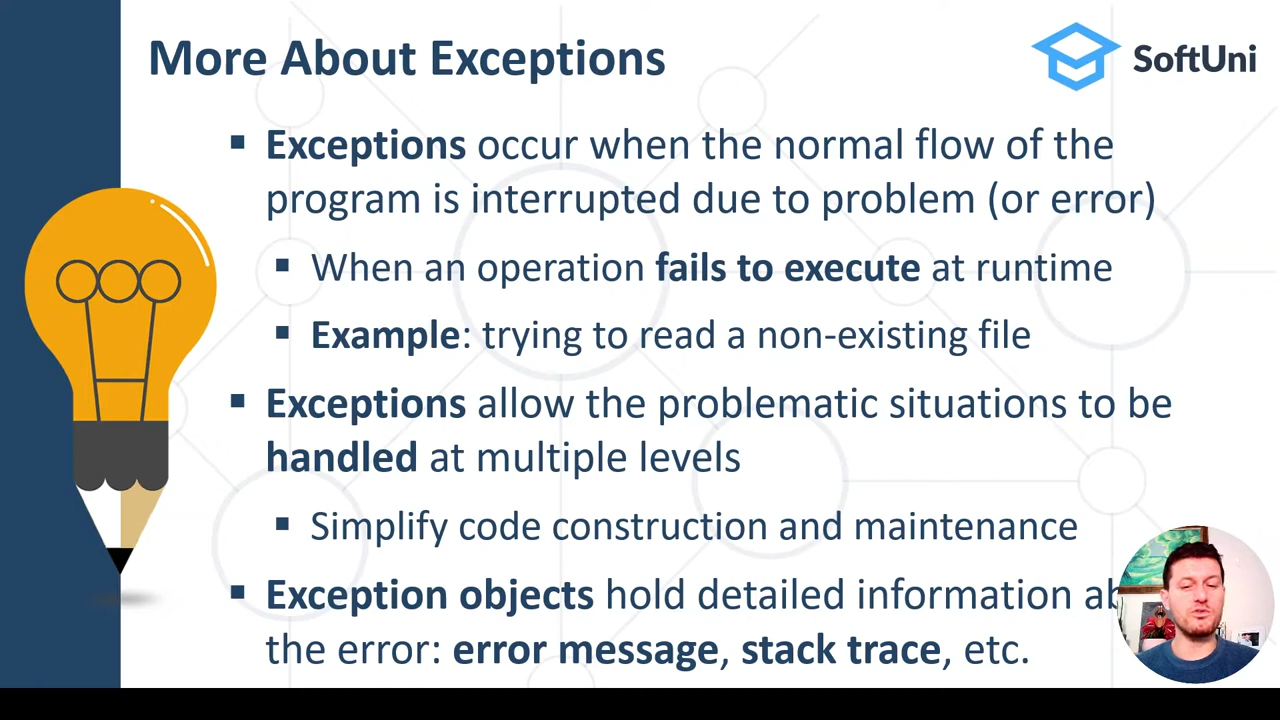 More About Exceptions
SoftUni
▪ Exceptions occur when the normal flow of the
program is interrupted due to problem (or error)
▪ When an operation fails to execute at runtime
▪ Example: trying to read a non-existing file
▪ Exceptions allow the problematic situations to be
handled at multiple levels
▪ Simplify code construction and maintenance
▪ Exception objects hold detailed information
the error: error message, stack trace, etc.